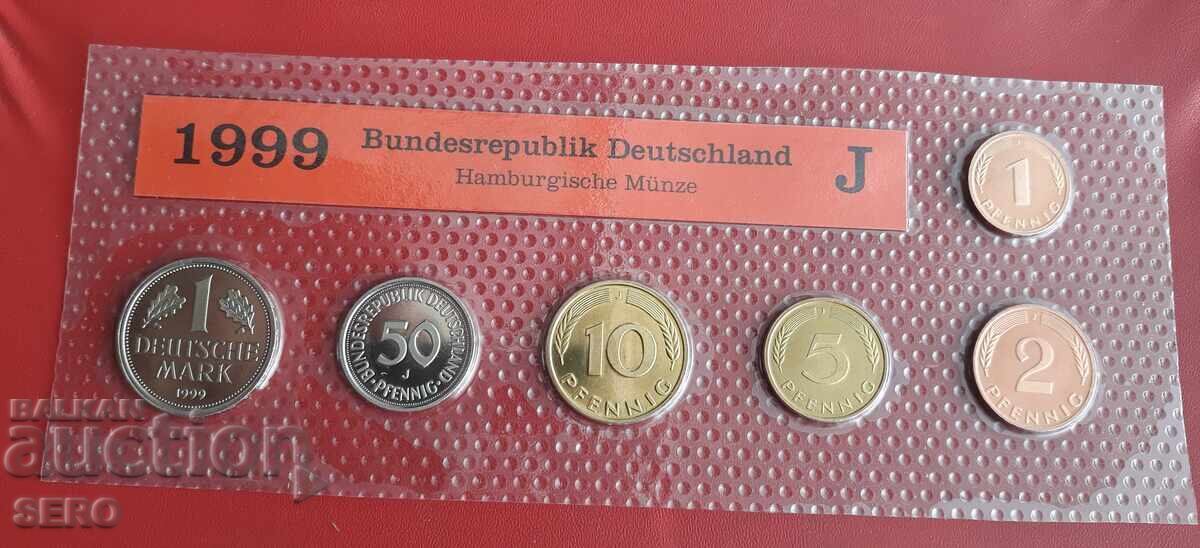 1999 Bundesrepublik Deutschland J
Hamburgische Münze
1
PFENNIG
1
DEUTSCHE
MARK
1999
BUNDESREPUBLIK DEUTSCHLAND
50
J
PFENNIG
J
10
PFENNIG
J
5
PFENNIG
J
2
PFENNIG
BALKAN
auction
SERO